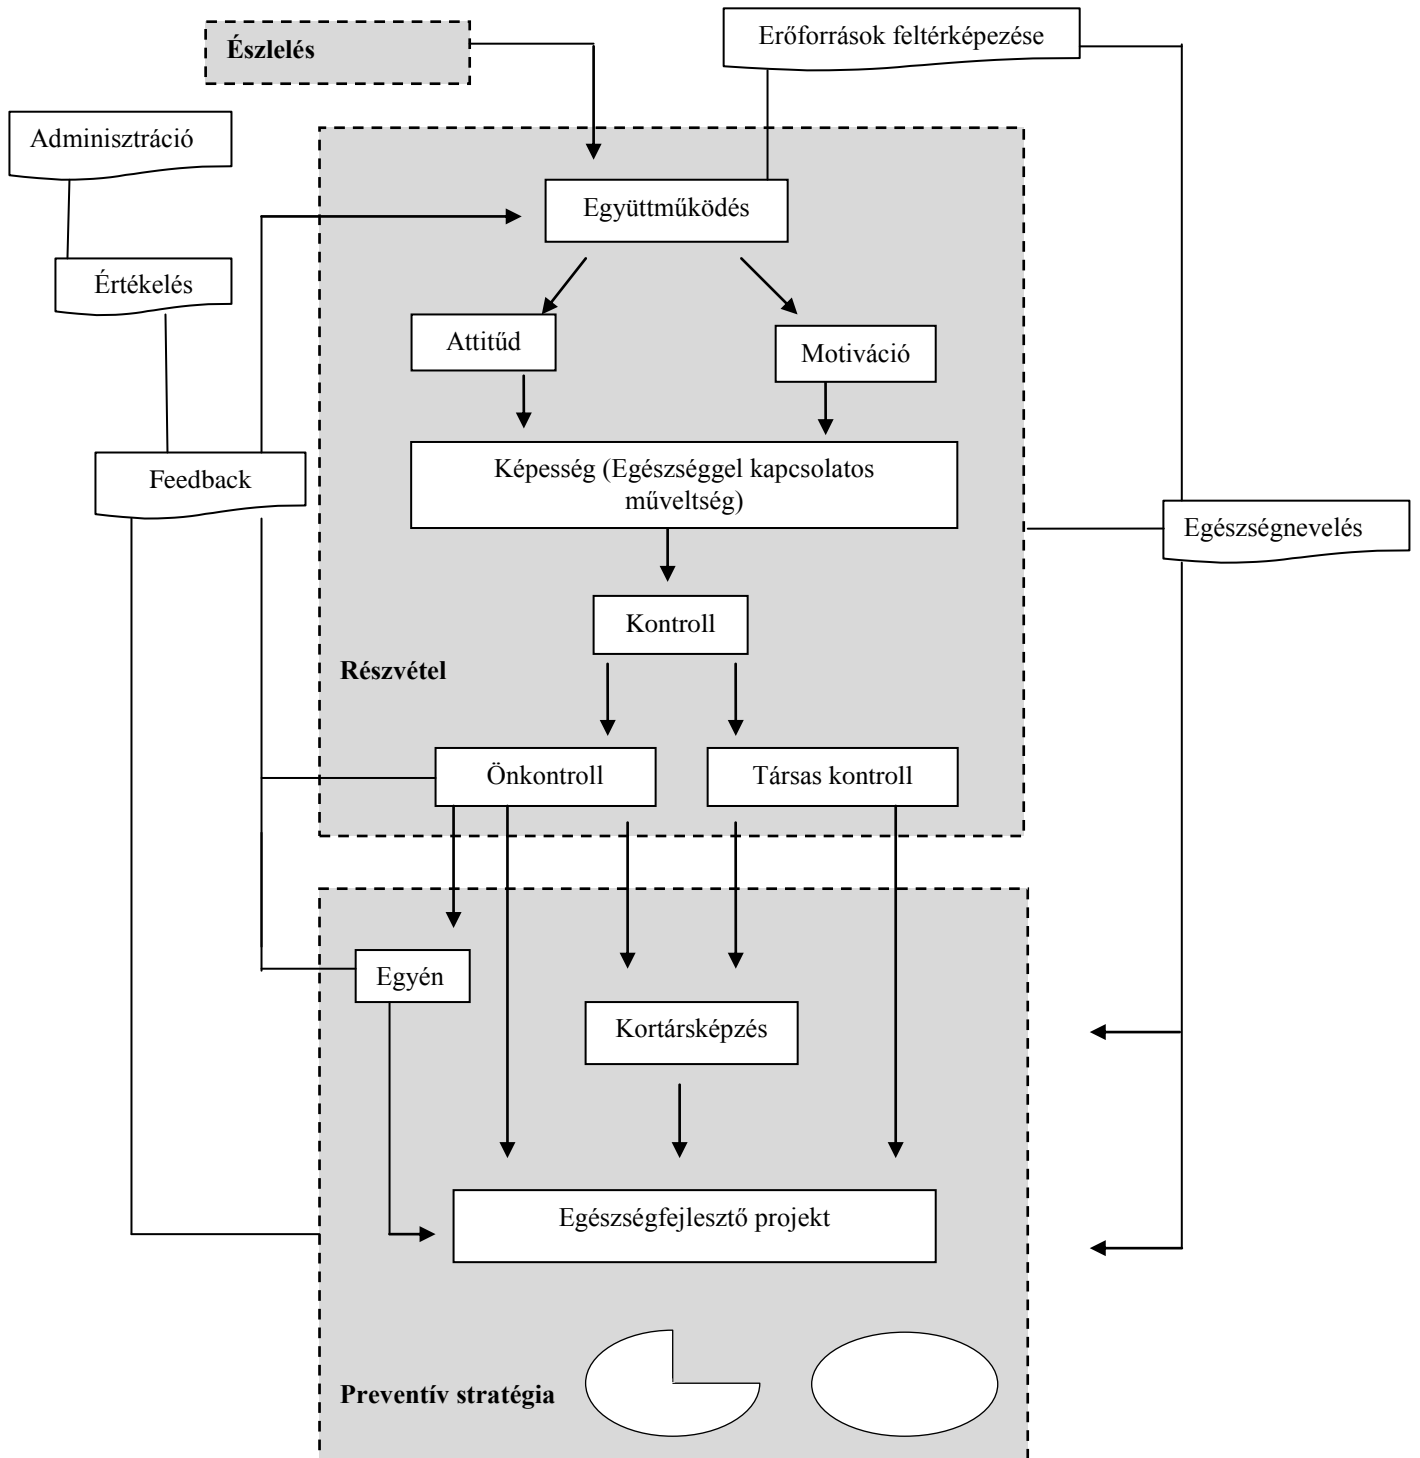 Észlelés
Erőforrások feltérképezése
Adminisztráció
Együttműködés
Értékelés
Attitűd
Motiváció
Képesség (Egészséggel kapcsolatos
műveltség)
Feedback
Egészségnevelés
Kontroll
Részvétel
Önkontroll
Társas kontroll
Egyén
Kortársképzés
Egészségfejlesztő projekt
Preventív stratégia